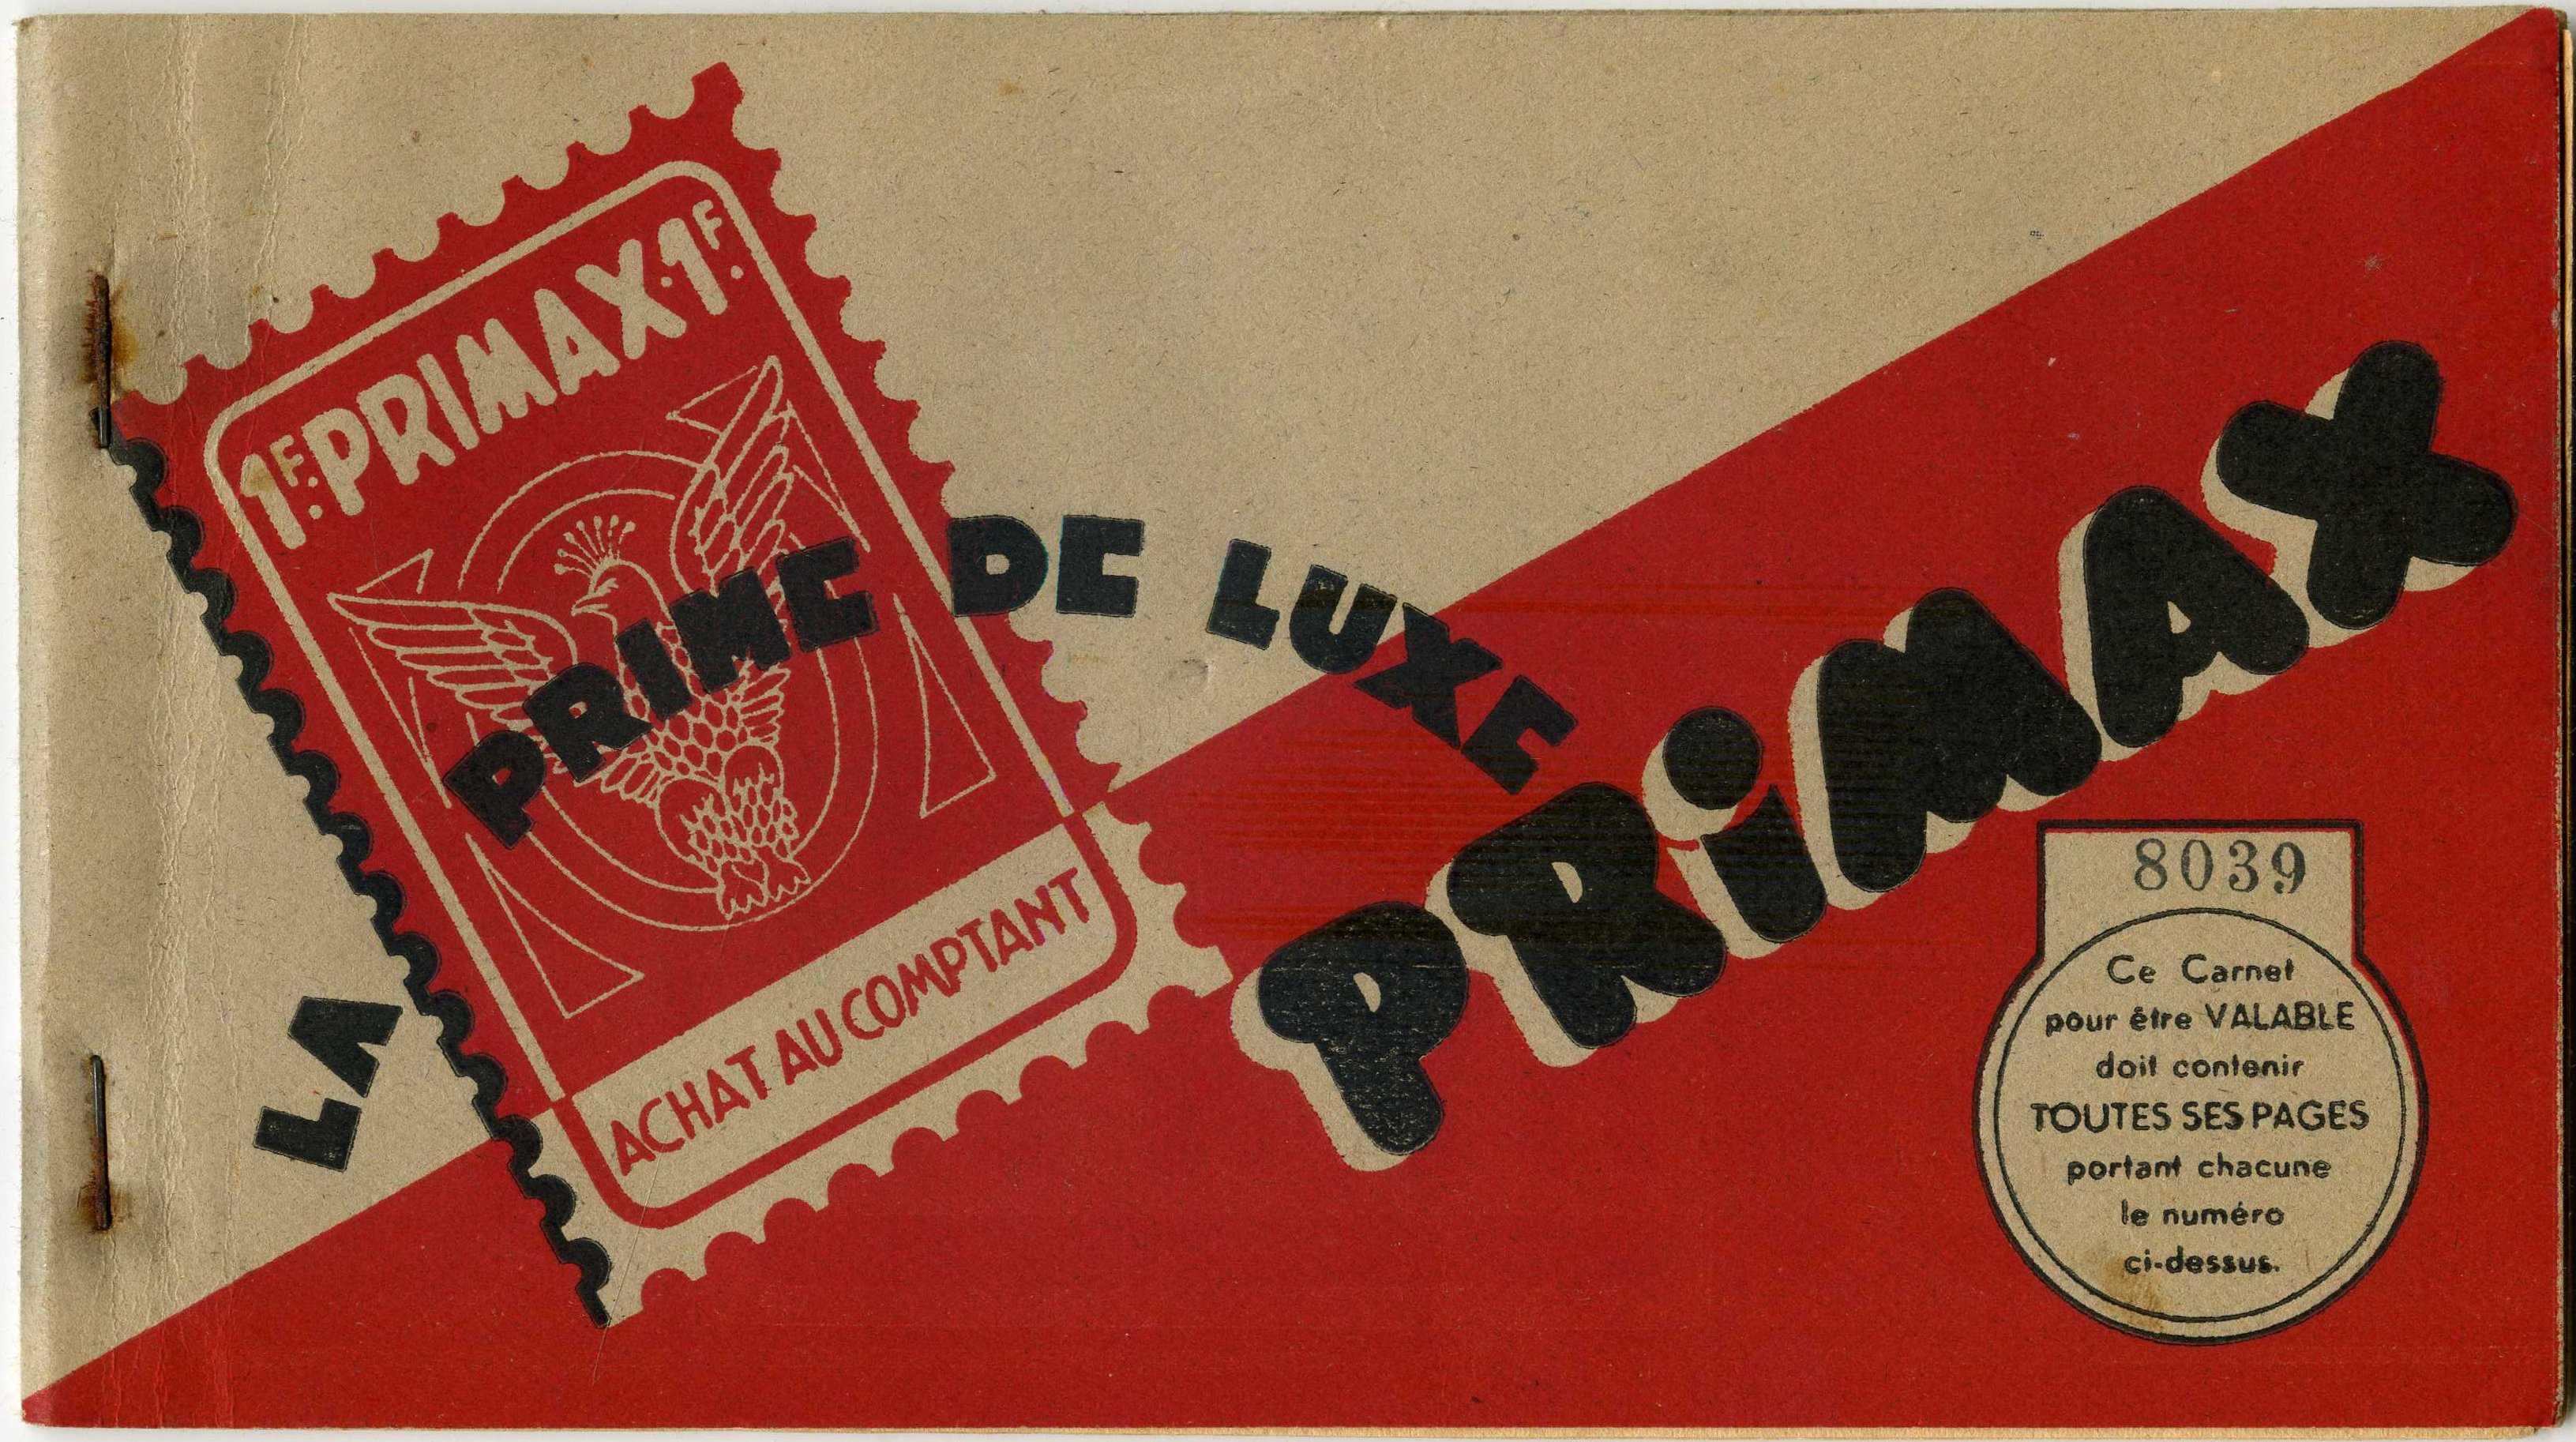 1F. PRIMAX. 1F.
LA PRIME DE LUXE
PRiMAX
ACHAT AU COMPTANT
8039
Ce Carnet
pour être VALABLE
doit contenir
TOUTES SES PAGES
portant chacune
le numéro
ci-dessus.